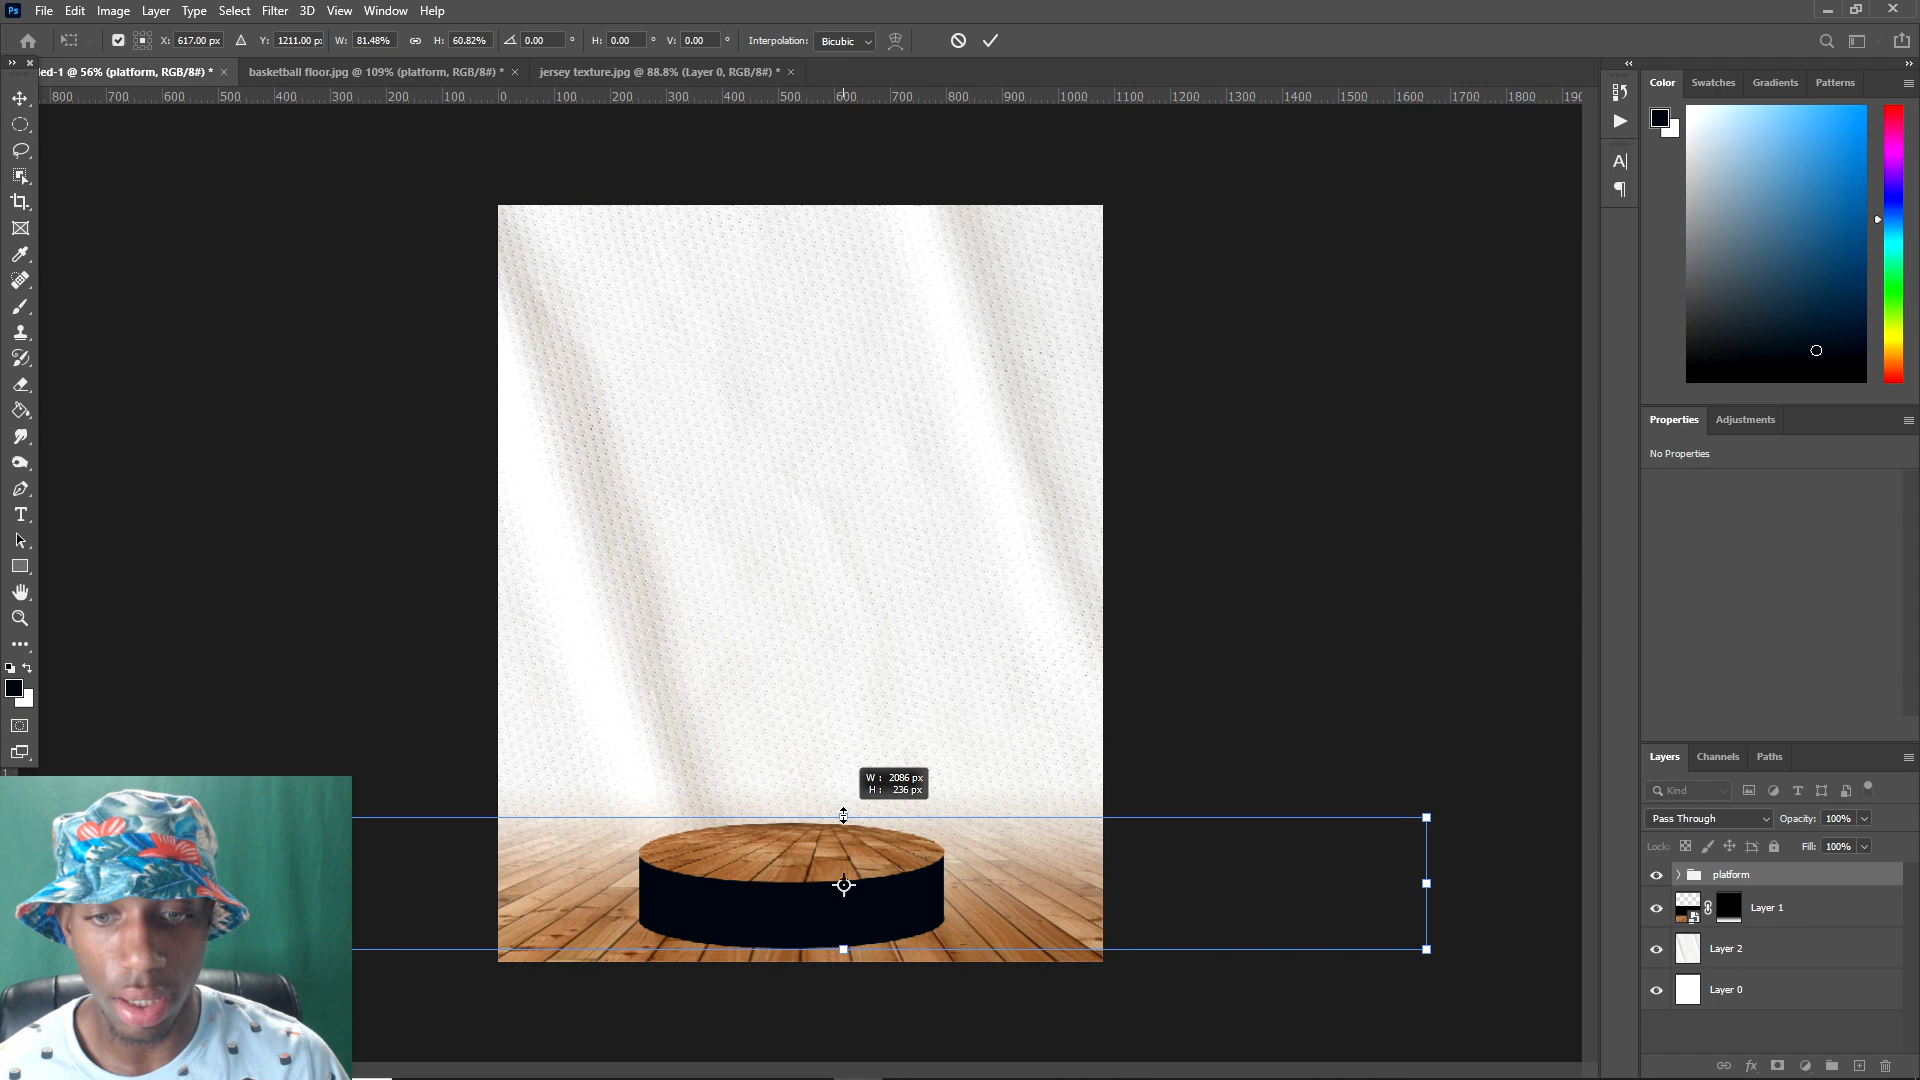 Ps File Edit Image Layer Type Select Filter 3D View Window Help
X: 617.00 px Y: 1211.00 px W: 81.48% H: 60.82% 0.00 ° H: 0.00 ° V: 0.00 ° Interpolation: Bicubic
led-1 @ 56% (platform, RGB/8#) * × basketball floor.jpg @ 109% (platform, RGB/8#) * × jersey texture.jpg @ 88.8% (Layer 0, RGB/8#) * ×
800 700 600 500 400 300 200 100 0 100 200 300 400 500 600 700 800 900 1000 1100 1200 1300 1400 1500 1600 1700 1800 190
Color Swatches Gradients Patterns
Properties Adjustments
No Properties
W : 2086 px
H : 236 px
Layers Channels Paths
Kind
Pass Through Opacity: 100%
Lock: Fill: 100%
platform
Layer 1
Layer 2
Layer 0